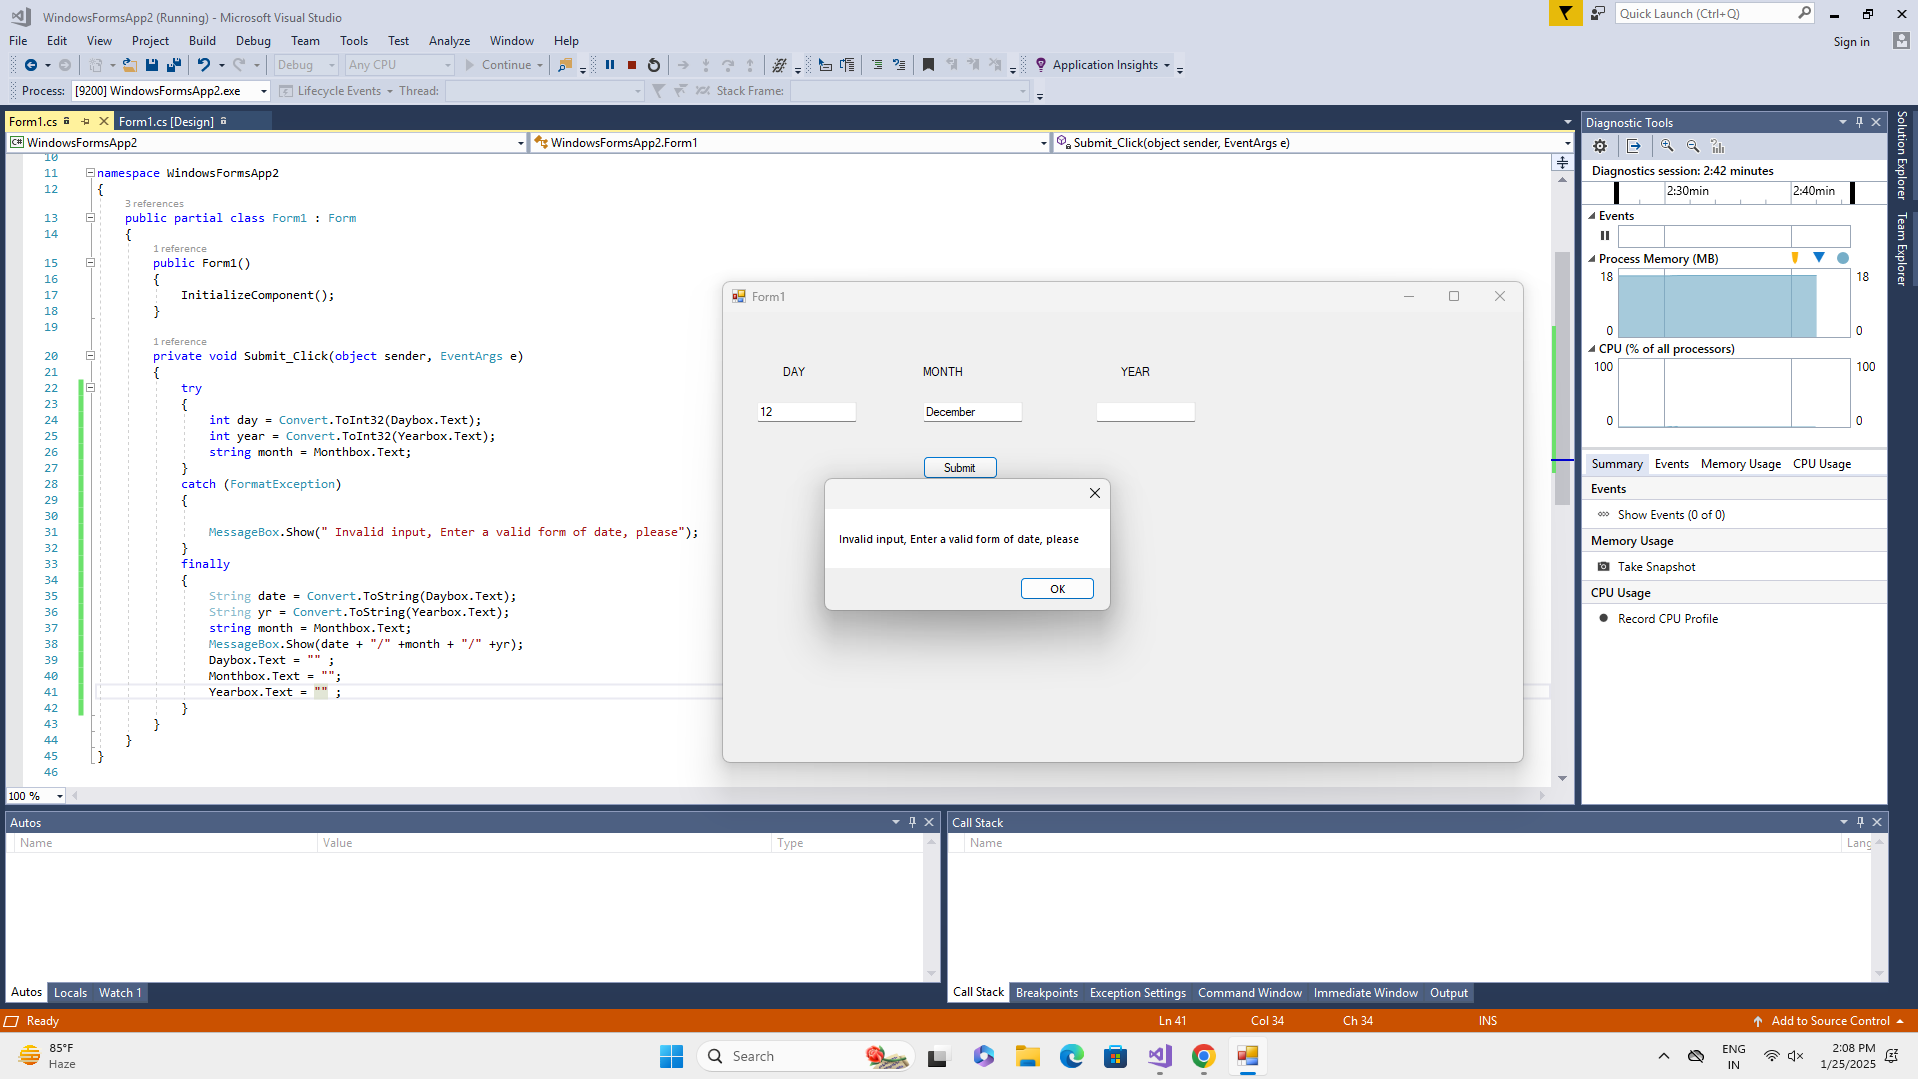 WindowsFormsApp2 (Running) - Microsoft Visual Studio
Quick Launch (Ctrl+Q)
File Edit View Project Build Debug Team Tools Test Analyze Window Help
Sign in
Debug Any CPU Continue Application Insights
Process: [9200] WindowsFormsApp2.exe Lifecycle Events Thread: Stack Frame:
Form1.cs Form1.cs [Design]
C# WindowsFormsApp2 WindowsFormsApp2.Form1 Submit_Click(object sender, EventArgs e)
10
11 namespace WindowsFormsApp2
12 {
3 references
13 public partial class Form1 : Form
14 {
1 reference
15 public Form1()
16 {
17 InitializeComponent();
18 }
19
1 reference
20 private void Submit_Click(object sender, EventArgs e)
21 {
22 try
23 {
24 int day = Convert.ToInt32(Daybox.Text);
25 int year = Convert.ToInt32(Yearbox.Text);
26 string month = Monthbox.Text;
27 }
28 catch (FormatException)
29 {
30
31 MessageBox.Show(" Invalid input, Enter a valid form of date, please");
32 }
33 finally
34 {
35 String date = Convert.ToString(Daybox.Text);
36 String yr = Convert.ToString(Yearbox.Text);
37 string month = Monthbox.Text;
38 MessageBox.Show(date + "/" +month + "/" +yr);
39 Daybox.Text = "" ;
40 Monthbox.Text = "";
41 Yearbox.Text = "" ;
42 }
43 }
44 }
45 }
46
100 %
Form1
DAY MONTH YEAR
12 December
Submit
Invalid input, Enter a valid form of date, please
OK
Diagnostic Tools
Diagnostics session: 2:42 minutes
2:30min 2:40min
Events
Process Memory (MB)
18 18
0 0
CPU (% of all processors)
100 100
0 0
Summary Events Memory Usage CPU Usage
Events
Show Events (0 of 0)
Memory Usage
Take Snapshot
CPU Usage
Record CPU Profile
Solution Explorer
Team Explorer
Autos
Name Value Type
Autos Locals Watch 1
Call Stack
Name Lang
Call Stack Breakpoints Exception Settings Command Window Immediate Window Output
Ready Ln 41 Col 34 Ch 34 INS Add to Source Control
85°F
Haze
Search
ENG
IN
2:08 PM
1/25/2025